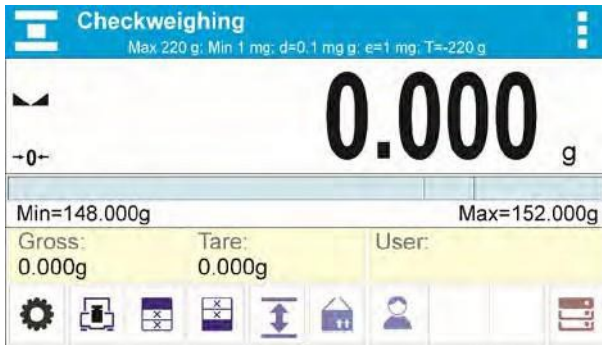 Checkweighing
Max 220 g; Min 1 mg; d=0.1 mg g; e=1 mg; T=-220 g
→0←
0.000 g
Min=148.000g Max=152.000g
Gross: Tare: User:
0.000g 0.000g